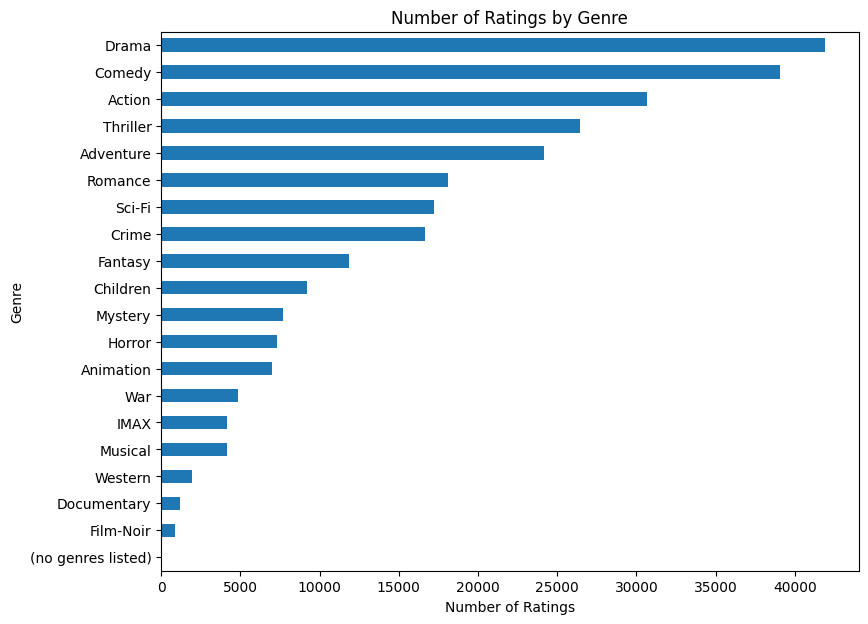 Number of Ratings by Genre
Genre
Drama
Comedy
Action
Thriller
Adventure
Romance
Sci-Fi
Crime
Fantasy
Children
Mystery
Horror
Animation
War
IMAX
Musical
Western
Documentary
Film-Noir
(no genres listed)
0 5000 10000 15000 20000 25000 30000 35000 40000
Number of Ratings